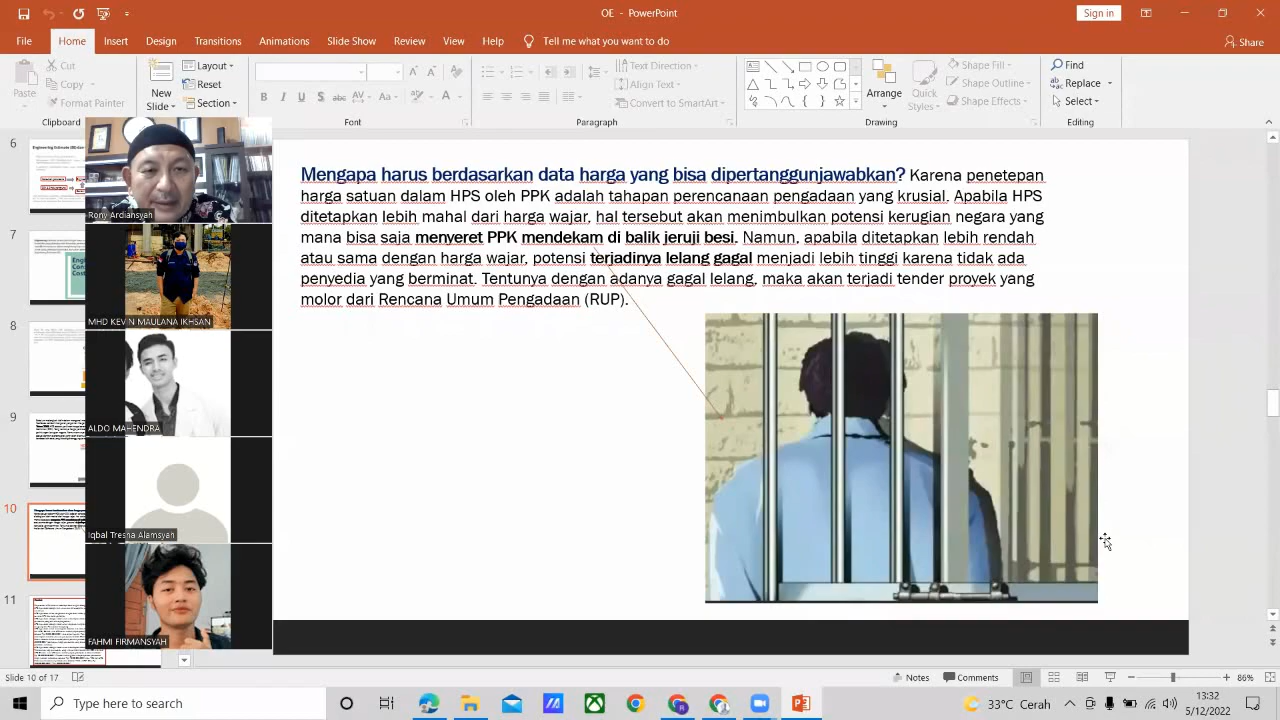 OE - PowerPoint
Sign in
File Home Insert Design Transitions Animations Slide Show Review View Help Tell me what you want to do
Share
Paste
Cut
Copy
Format Painter
New
Slide
Layout
Reset
Section
Text Direction
Align Text
Convert to SmartArt
Arrange
Quick
Styles
Shape Fill
Shape Outline
Shape Effects
Find
Replace
Select
Clipboard Font Paragraph Drawing Editing
6
9
10
11
Rony Ardiansyah
MHD KEVIN MAULANA IKHSAN
ALDO MAHENDRA
Iqbal Tresna Alamsyah
FAHMI FIRMANSYAH
Mengapa harus berdasarkan data harga yang bisa dipertanggunjawabkan? Karena penetepan
harga satuan dalam HPS oleh PPK adalah tahapan perencanaan pengadaan yang krusial. Apabila HPS
ditetapkan lebih mahal dari harga wajar, hal tersebut akan menimbulkan potensi kerugian negara yang
mana bisa saja menyerat PPK mendekam di balik jeruji besi. Namun, apabila ditetapkan lebih rendah
atau sama dengan harga wajar, potensi terjadinya lelang gagal menjadi lebih tinggi karena tidak ada
penyedia yang berminat. Tentunya dengan adanya gagal lelang, maka akan terjadi tender proyek yang
molor dari Rencana Umum Pengadaan (RUP).
Slide 10 of 17
Notes
Comments
86%
Type here to search
33°C Cerah
13:32
5/12/2022